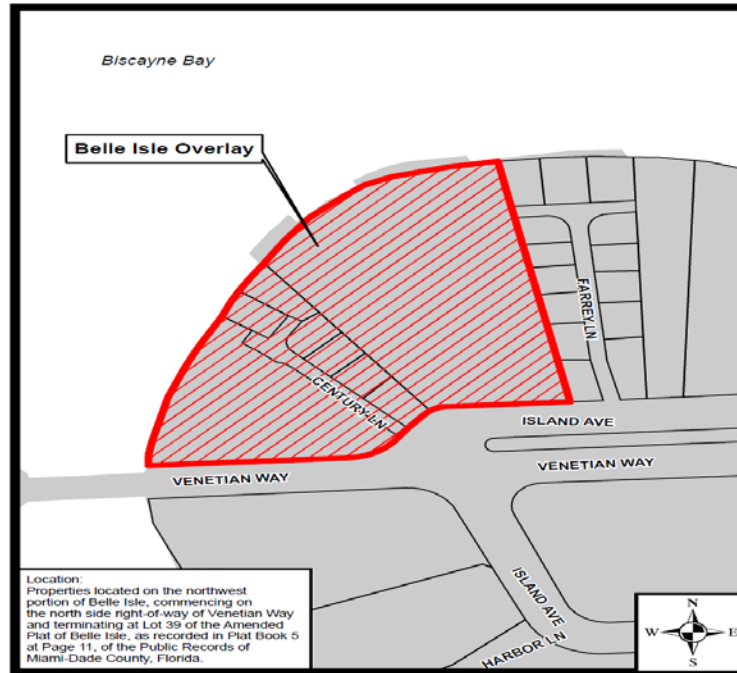 Biscayne Bay
Belle Isle Overlay
FARREY LN
CENTURY LN
ISLAND AVE
VENETIAN WAY
VENETIAN WAY
ISLAND AVE
HARBOR LN
Location:
Properties located on the northwest
portion of Belle Isle, commencing on
the north side right-of-way of Venetian Way
and terminating at Lot 39 of the Amended
Plat of Belle Isle, as recorded in Plat Book 5
at Page 11, of the Public Records of
Miami-Dade County, Florida.
N
W E
S